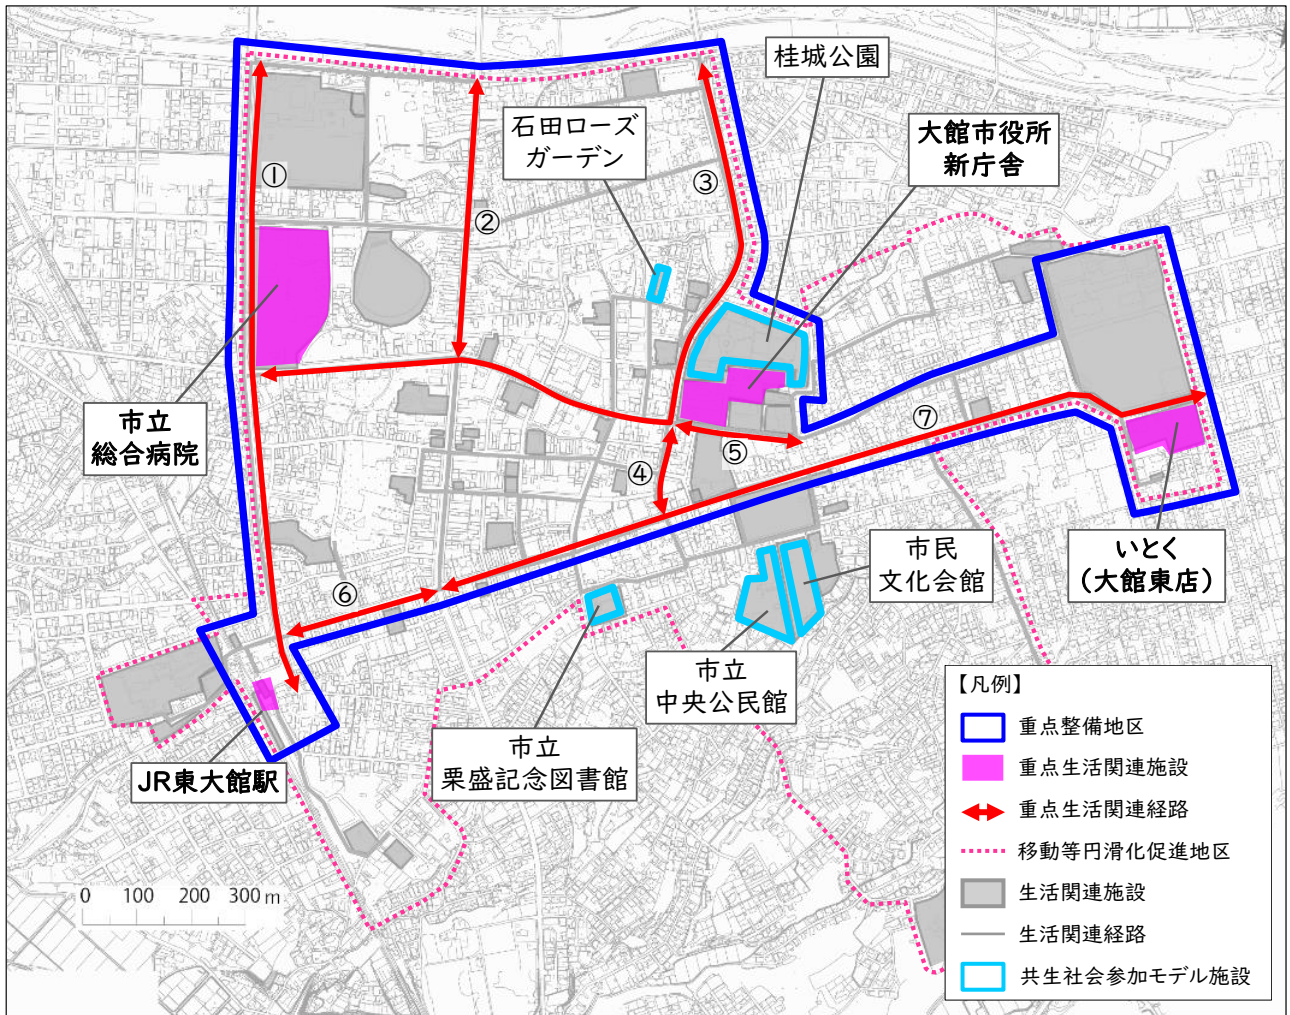 桂城公園
石田ローズ
ガーデン
大館市役所
新庁舎
①
②
③
市立
総合病院
④
⑤
⑦
いとく
（大館東店）
市民
文化会館
⑥
市立
中央公民館
市立
栗盛記念図書館
JR東大館駅
0 100 200 300 m
【凡例】
重点整備地区
重点生活関連施設
重点生活関連経路
移動等円滑化促進地区
生活関連施設
生活関連経路
共生社会参加モデル施設